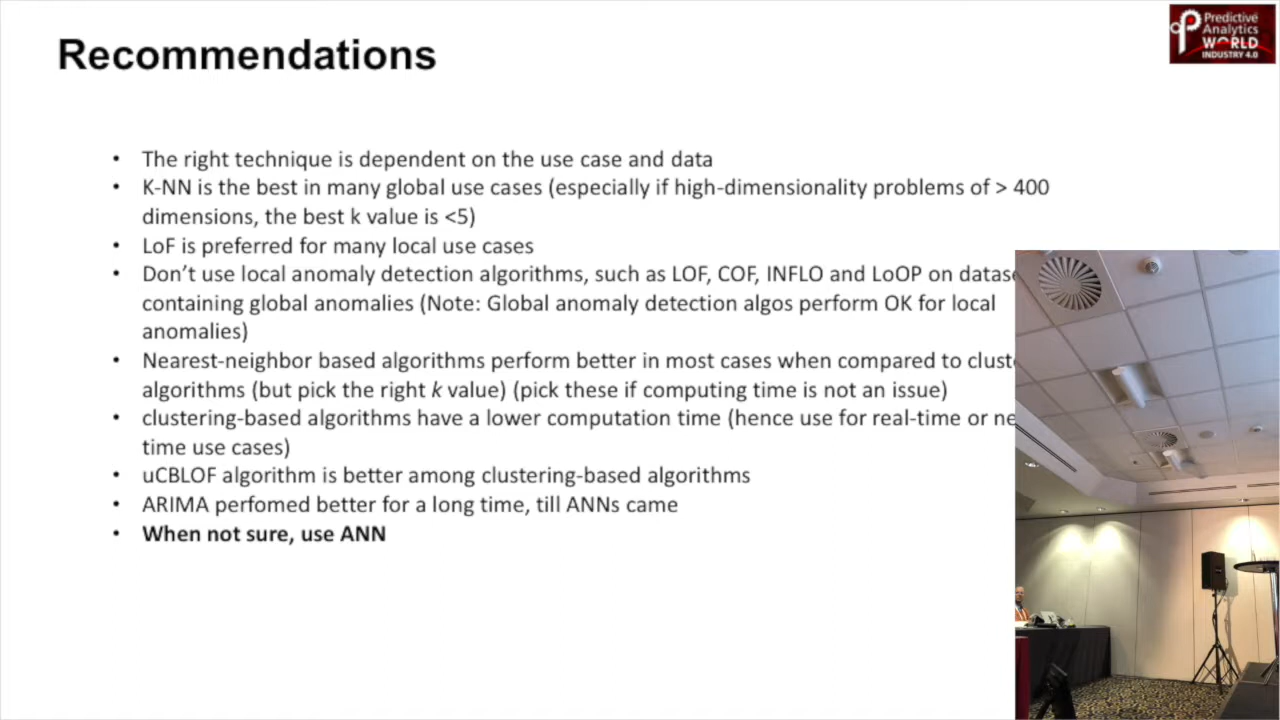 Recommendations
Predictive
Analytics
WORLD
INDUSTRY 4.0
• The right technique is dependent on the use case and data
• K-NN is the best in many global use cases (especially if high-dimensionality problems of > 400
dimensions, the best k value is <5)
• LoF is preferred for many local use cases
• Don't use local anomaly detection algorithms, such as LOF, COF, INFLO and LoOP on
containing global anomalies (Note: Global anomaly detection algos perform OK for local
anomalies)
• Nearest-neighbor based algorithms perform better in most cases when compared to
algorithms (but pick the right k value) (pick these if computing time is not an issue)
• clustering-based algorithms have a lower computation time (hence use for real-time or
time use cases)
• uCBLOF algorithm is better among clustering-based algorithms
• ARIMA perfomed better for a long time, till ANNs came
• When not sure, use ANN